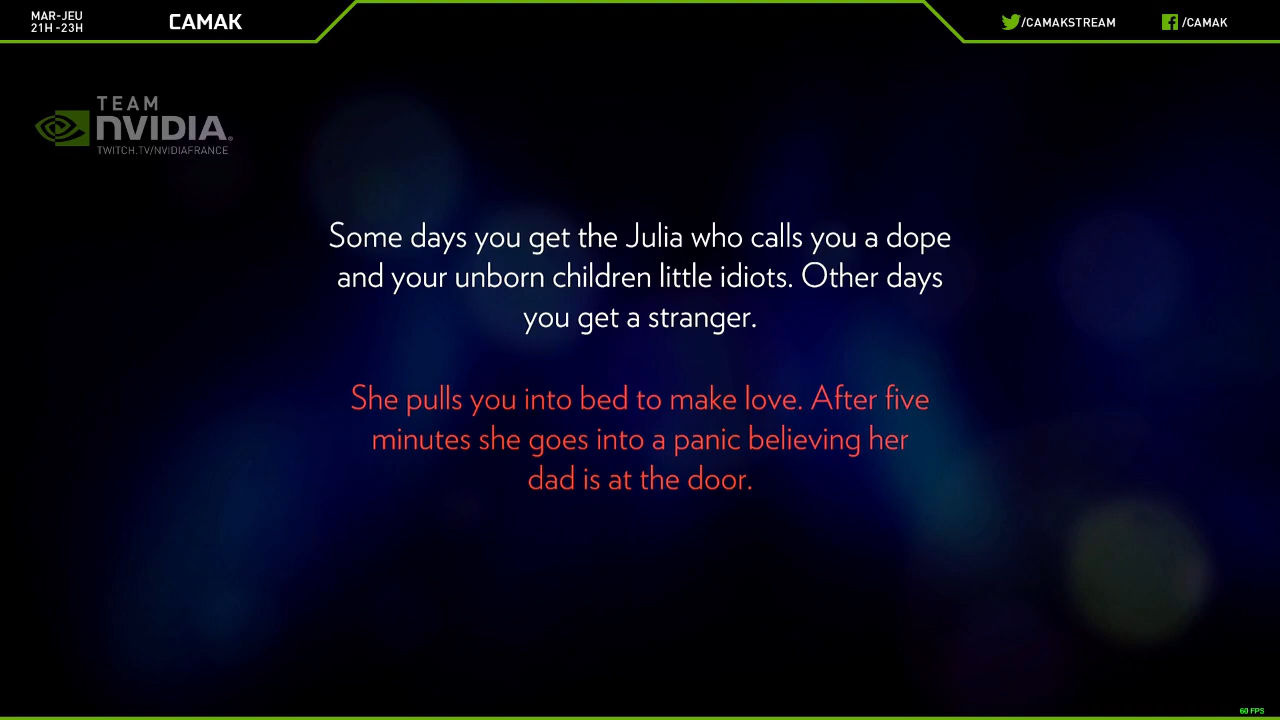 MAR-JEU
21H -23H
CAMAK
/CAMAKSTREAM
/CAMAK
TEAM
NVIDIA.
TWITCH.TV/NVIDIAFRANCE
Some days you get the Julia who calls you a dope
and your unborn children little idiots. Other days
you get a stranger.
She pulls you into bed to make love. After five
minutes she goes into a panic believing her
dad is at the door.
60 FPS